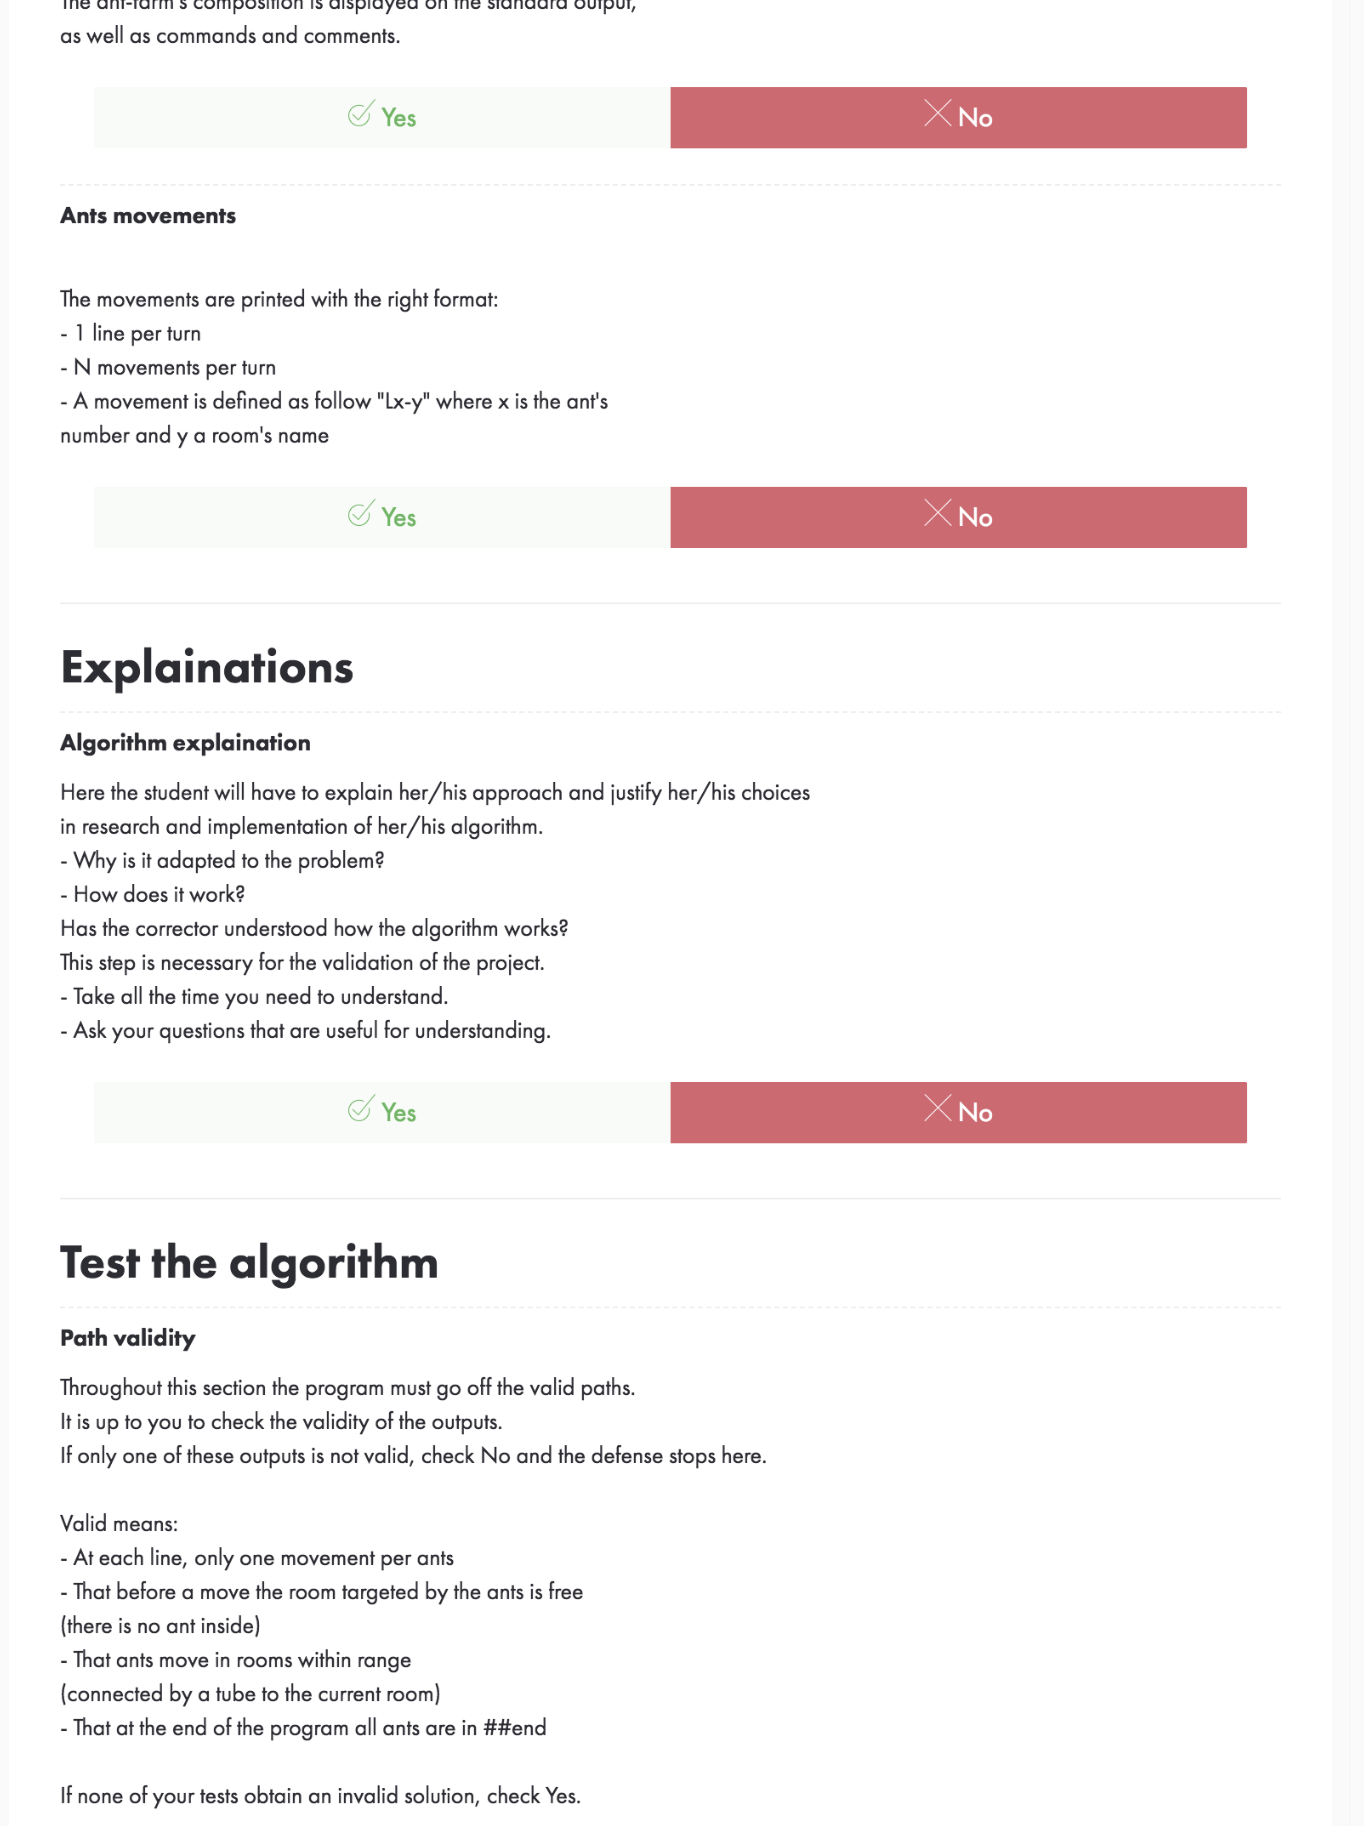 The ant-farm's composition is displayed on the standard output,
as well as commands and comments.
Yes
No
Ants movements
The movements are printed with the right format:
- 1 line per turn
- N movements per turn
- A movement is defined as follow "Lx-y" where x is the ant's
number and y a room's name
Yes
No
Explainations
Algorithm explaination
Here the student will have to explain her/his approach and justify her/his choices
in research and implementation of her/his algorithm.
- Why is it adapted to the problem?
- How does it work?
Has the corrector understood how the algorithm works?
This step is necessary for the validation of the project.
- Take all the time you need to understand.
- Ask your questions that are useful for understanding.
Yes
No
Test the algorithm
Path validity
Throughout this section the program must go off the valid paths.
It is up to you to check the validity of the outputs.
If only one of these outputs is not valid, check No and the defense stops here.
Valid means:
- At each line, only one movement per ants
- That before a move the room targeted by the ants is free
(there is no ant inside)
- That ants move in rooms within range
(connected by a tube to the current room)
- That at the end of the program all ants are in ##end
If none of your tests obtain an invalid solution, check Yes.